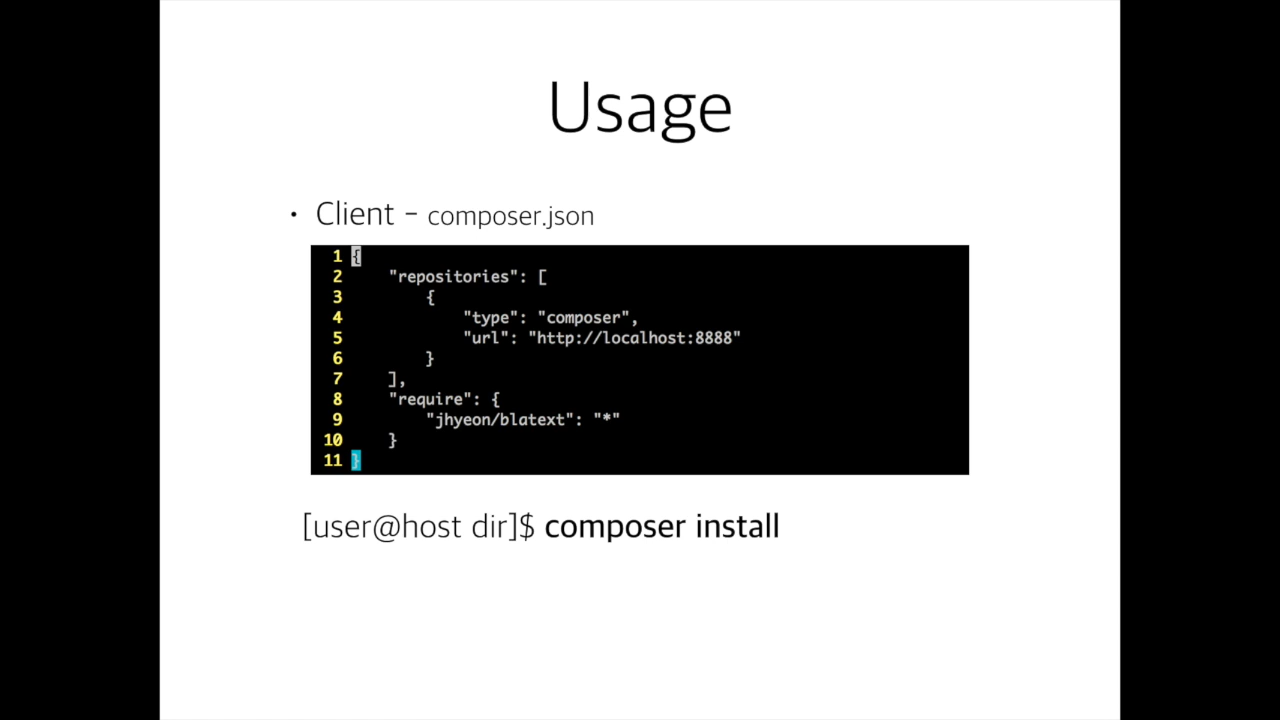 Usage
• Client - composer.json
1 {
2     "repositories": [
3         {
4             "type": "composer",
5             "url": "http://localhost:8888"
6         }
7     ],
8     "require": {
9         "jhyeon/blatext": "*"
10     }
11 }
[user@host dir]$ composer install